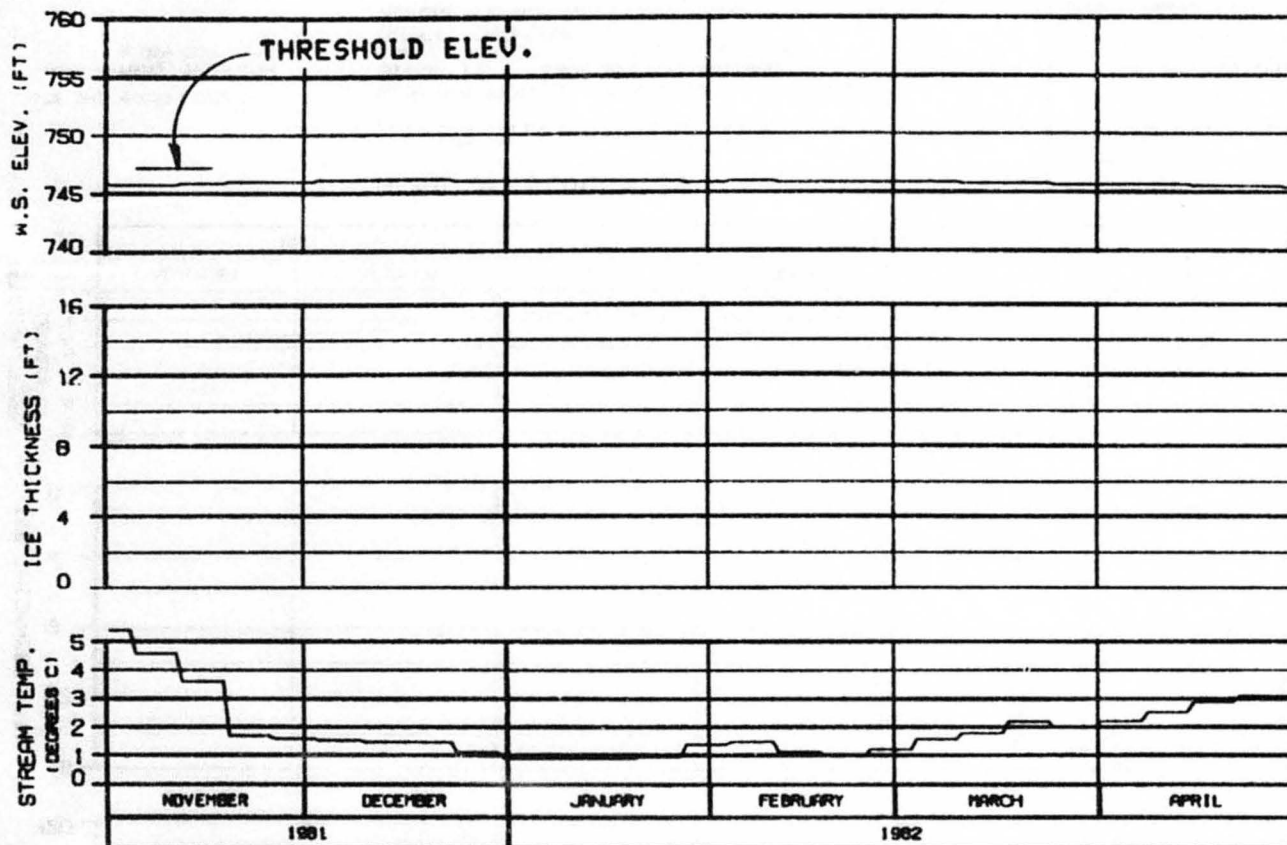 W.S. ELEV. (FT)
760
755
750
745
740
THRESHOLD ELEV.
ICE THICKNESS (FT)
16
12
8
4
0
STREAM TEMP.
(DEGREES C)
5
4
3
2
1
0
NOVEMBER
DECEMBER
JANUARY
FEBRUARY
MARCH
APRIL
1981
1982